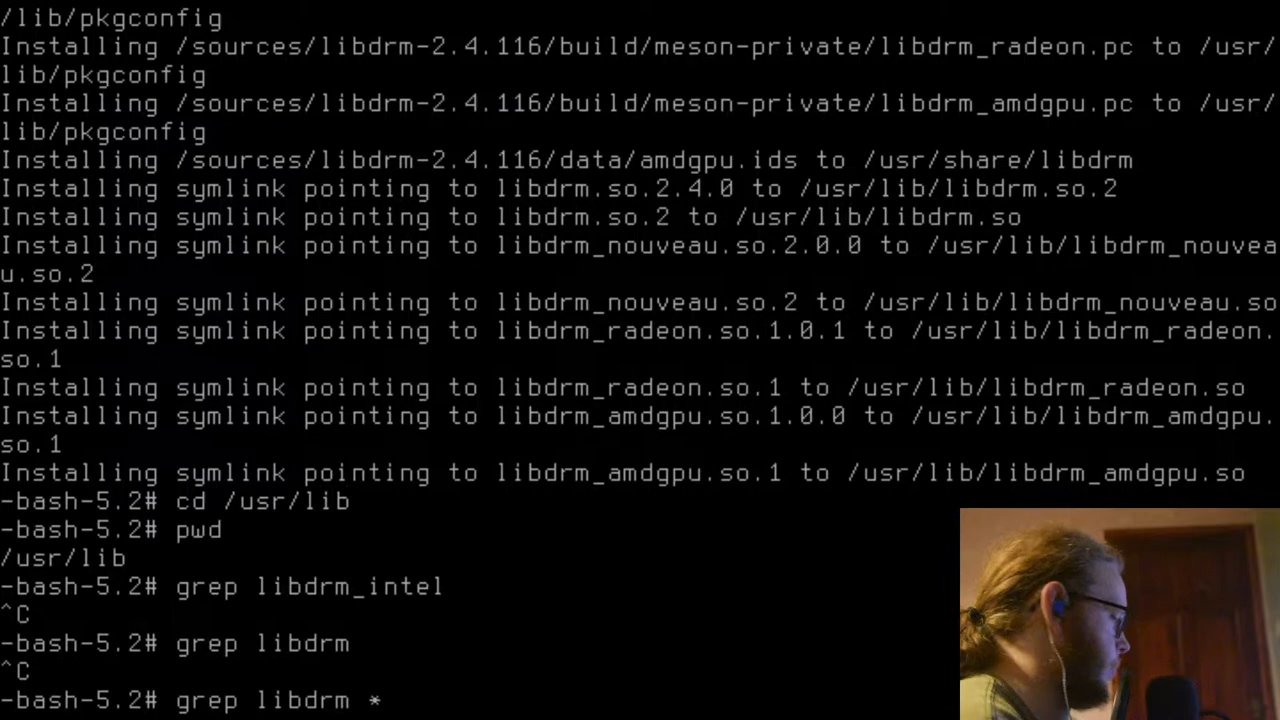 /lib/pkgconfig
Installing /sources/libdrm-2.4.116/build/meson-private/libdrm_radeon.pc to /usr/
lib/pkgconfig
Installing /sources/libdrm-2.4.116/build/meson-private/libdrm_amdgpu.pc to /usr/
lib/pkgconfig
Installing /sources/libdrm-2.4.116/data/amdgpu.ids to /usr/share/libdrm
Installing symlink pointing to libdrm.so.2.4.0 to /usr/lib/libdrm.so.2
Installing symlink pointing to libdrm.so.2 to /usr/lib/libdrm.so
Installing symlink pointing to libdrm_nouveau.so.2.0.0 to /usr/lib/libdrm_nouvea
u.so.2
Installing symlink pointing to libdrm_nouveau.so.2 to /usr/lib/libdrm_nouveau.so
Installing symlink pointing to libdrm_radeon.so.1.0.1 to /usr/lib/libdrm_radeon.
so.1
Installing symlink pointing to libdrm_radeon.so.1 to /usr/lib/libdrm_radeon.so
Installing symlink pointing to libdrm_amdgpu.so.1.0.0 to /usr/lib/libdrm_amdgpu.
so.1
Installing symlink pointing to libdrm_amdgpu.so.1 to /usr/lib/libdrm_amdgpu.so
-bash-5.2# cd /usr/lib
-bash-5.2# pwd
/usr/lib
-bash-5.2# grep libdrm_intel
^C
-bash-5.2# grep libdrm
^C
-bash-5.2# grep libdrm *